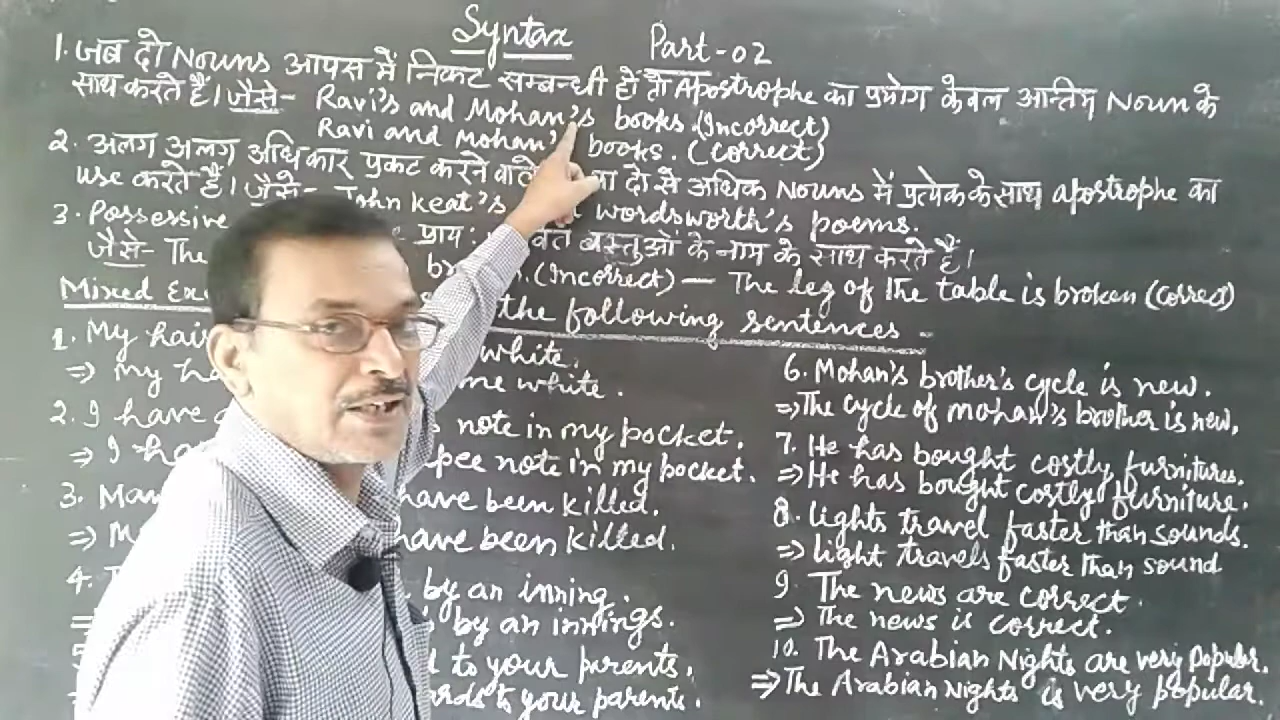 Syntax Part-02
1. जब दो Nouns आपस में निकट सम्बन्धी हों तो Apostrophe का प्रयोग केवल अन्तिम Noun के
साथ करते हैं। जैसे- Ravi's and Mohan's books. (Incorrect)
Ravi and Mohan' books. (Correct)
2. अलग अलग अधिकार प्रकट करने वाले दो से अधिक Nouns में प्रत्येक के साथ apostrophe का
use करते हैं। जैसे- John Keat's wordsworth's poems.
3. Possessive प्राय: वस्तुओं के नाम के साथ करते हैं।
जैसे- The (Incorrect) — The leg of the table is broken (Correct)
Mixed the following sentences.
1. My hair white.
⇒ My white.
2. I have note in my pocket.
⇒ I note in my pocket.
3. have been killed.
⇒ have been killed.
4. by an inning.
by an innings.
to your parents.
to your parents.
6. Mohan's brother's cycle is new.
⇒The cycle of mohan's brother is new,
7. He has bought costly furnitures.
⇒ He has bought costly furniture.
8. lights travel faster than sounds.
⇒ light travels faster than sound
9. The news are correct.
⇒ The news is correct.
10. The Arabian Nights are very popular.
⇒The Arabian Nights is very popular.